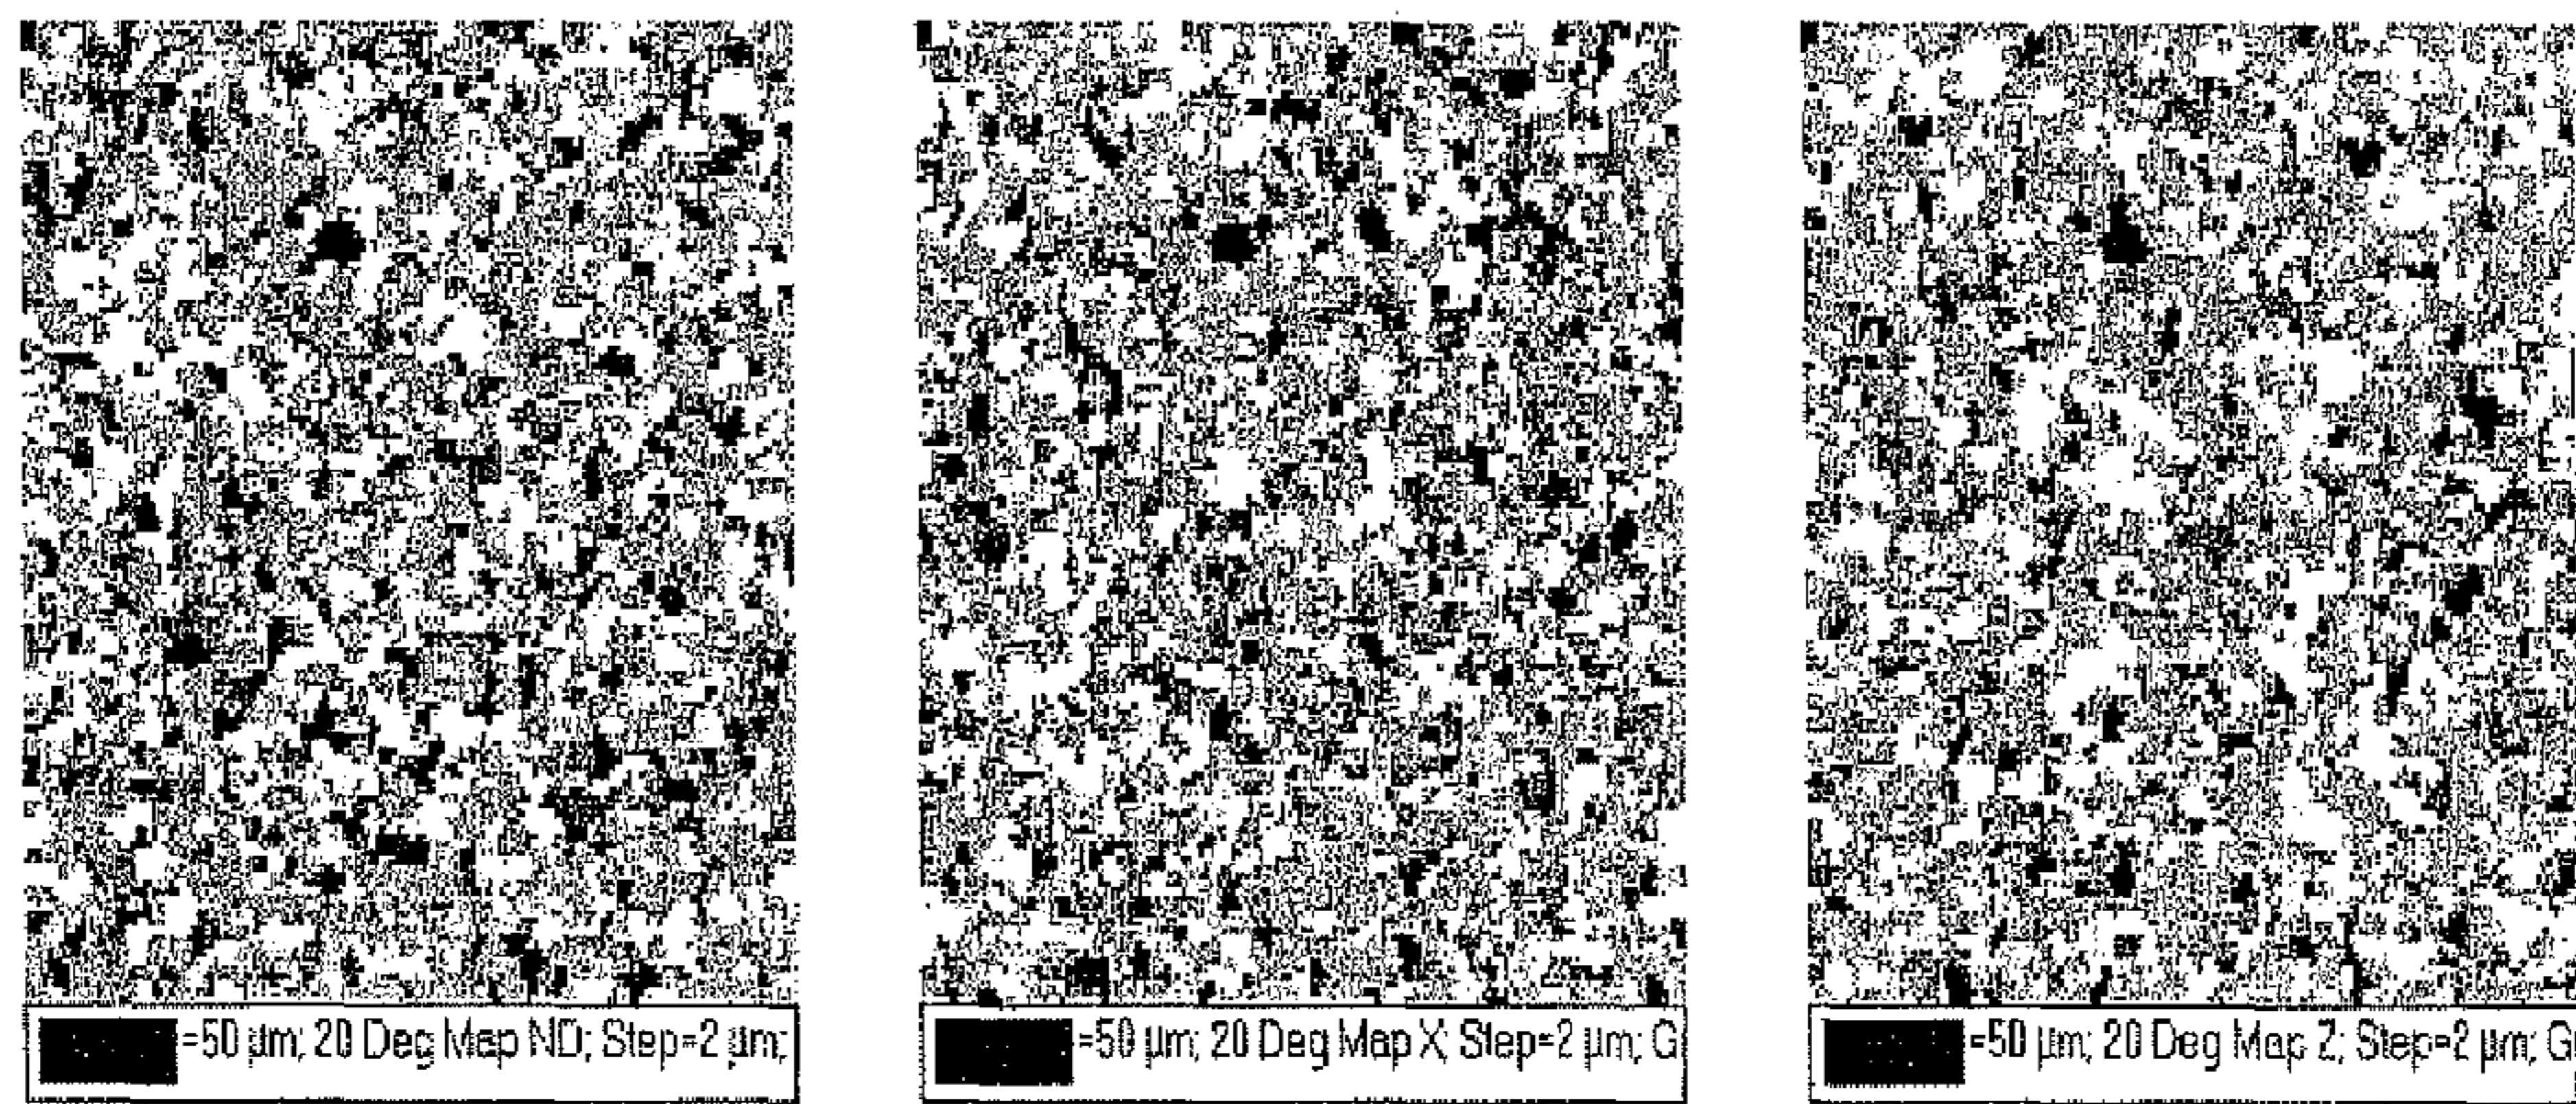 =50 µm; 20 Deg Map ND; Step=2 µm;
=50 µm; 20 Deg Map X; Step=2 µm; G
=50 µm; 20 Deg Map Z; Step=2 µm; G